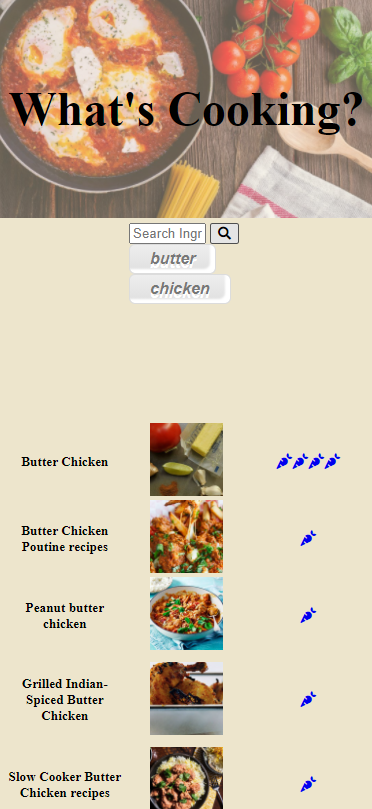 What's Cooking?
Search Ingr
butter
chicken
Butter Chicken
Butter Chicken
Poutine recipes
Peanut butter
chicken
Grilled Indian-
Spiced Butter
Chicken
Slow Cooker Butter
Chicken recipes